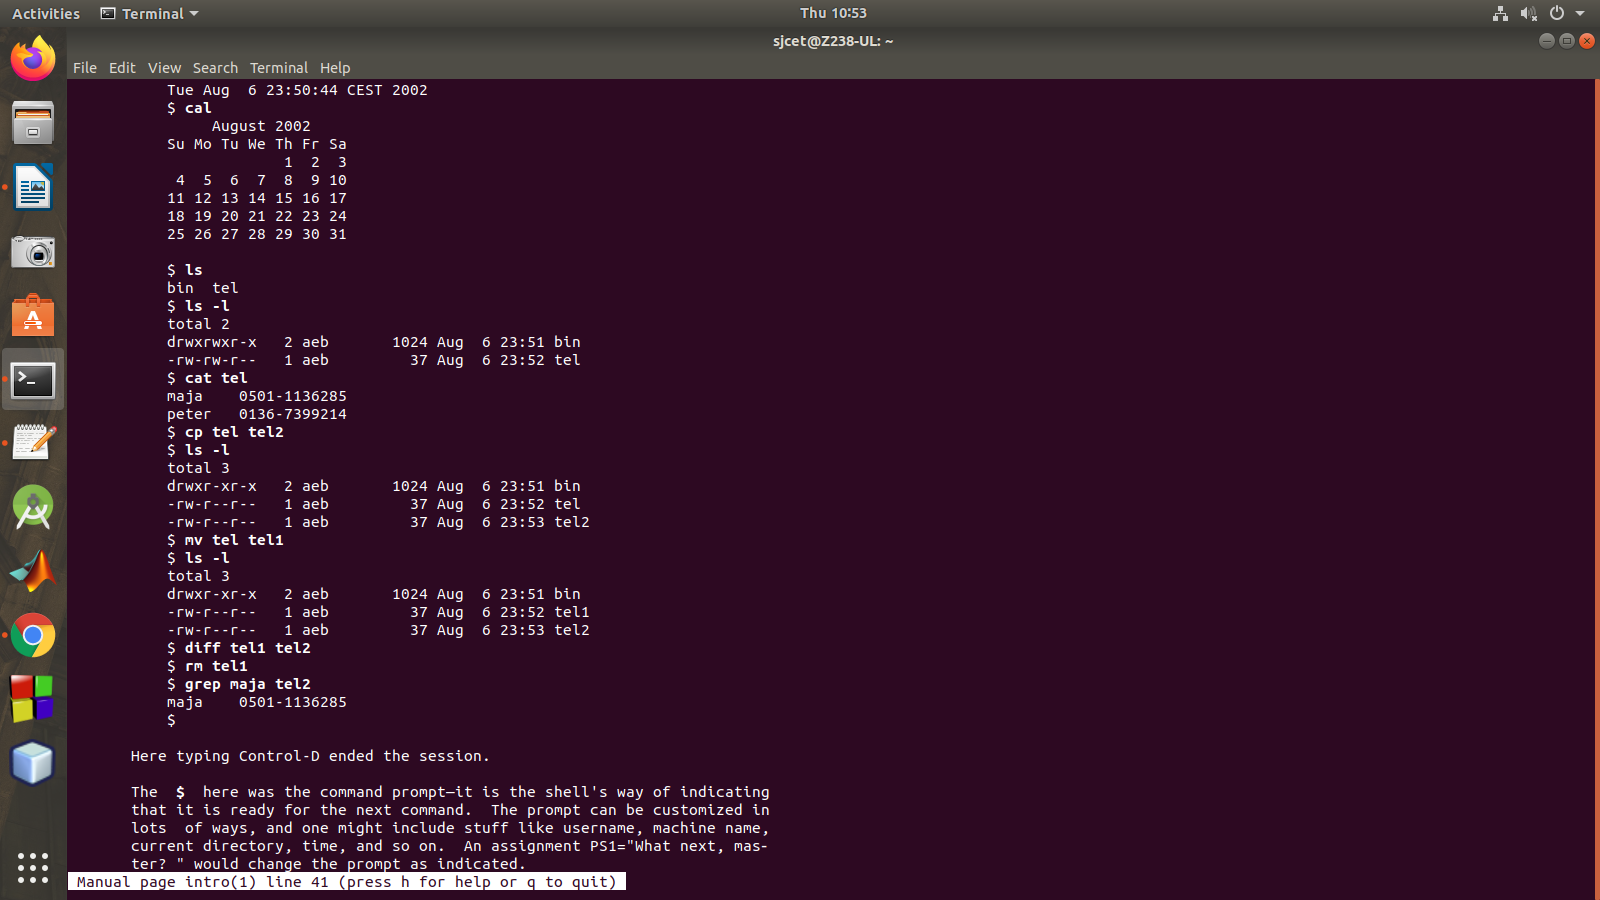 Activities Terminal Thu 10:53
sjcet@Z238-UL: ~
File Edit View Search Terminal Help
Tue Aug  6 23:50:44 CEST 2002
$ cal
     August 2002
Su Mo Tu We Th Fr Sa
             1  2  3
 4  5  6  7  8  9 10
11 12 13 14 15 16 17
18 19 20 21 22 23 24
25 26 27 28 29 30 31
$ ls
bin  tel
$ ls -l
total 2
drwxrwxr-x   2 aeb       1024 Aug  6 23:51 bin
-rw-rw-r--   1 aeb         37 Aug  6 23:52 tel
$ cat tel
maja    0501-1136285
peter   0136-7399214
$ cp tel tel2
$ ls -l
total 3
drwxr-xr-x   2 aeb       1024 Aug  6 23:51 bin
-rw-r--r--   1 aeb         37 Aug  6 23:52 tel
-rw-r--r--   1 aeb         37 Aug  6 23:53 tel2
$ mv tel tel1
$ ls -l
total 3
drwxr-xr-x   2 aeb       1024 Aug  6 23:51 bin
-rw-r--r--   1 aeb         37 Aug  6 23:52 tel1
-rw-r--r--   1 aeb         37 Aug  6 23:53 tel2
$ diff tel1 tel2
$ rm tel1
$ grep maja tel2
maja    0501-1136285
$
Here typing Control-D ended the session.
The  $  here was the command prompt—it is the shell's way of indicating
that it is ready for the next command.  The prompt can be customized in
lots  of ways, and one might include stuff like username, machine name,
current directory, time, and so on.  An assignment PS1="What next, mas-
ter? " would change the prompt as indicated.
Manual page intro(1) line 41 (press h for help or q to quit)